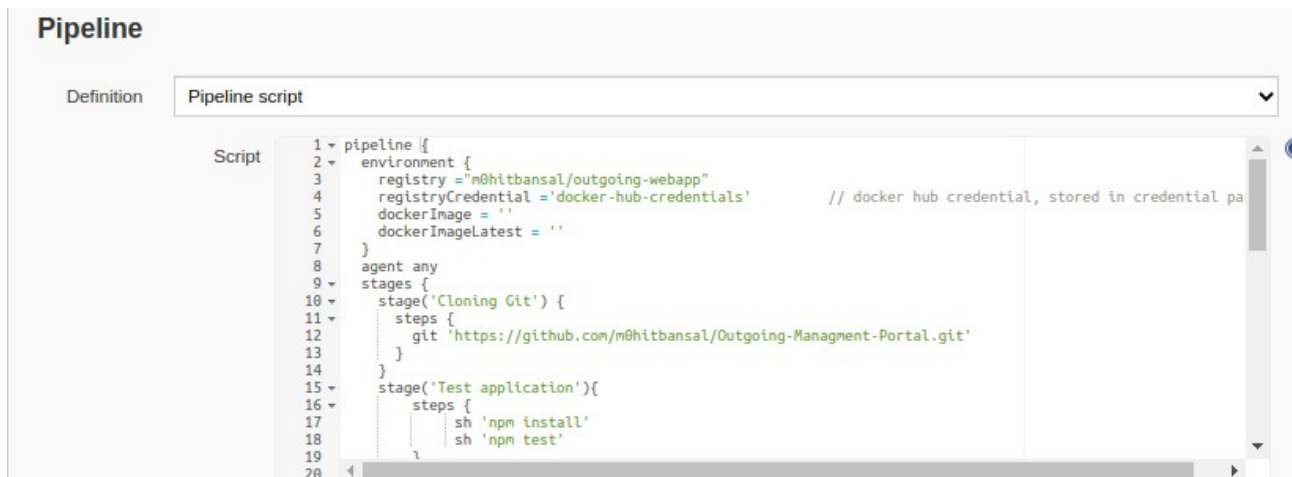 Pipeline
Definition
Pipeline script
Script
1 pipeline {
2 environment {
3 registry ="m0hitbansal/outgoing-webapp"
4 registryCredential ='docker-hub-credentials' // docker hub credential, stored in credential pa
5 dockerImage = ''
6 dockerImageLatest = ''
7 }
8 agent any
9 stages {
10 stage('Cloning Git') {
11 steps {
12 git 'https://github.com/m0hitbansal/Outgoing-Managment-Portal.git'
13 }
14 }
15 stage('Test application'){
16 steps {
17 sh 'npm install'
18 sh 'npm test'
19 }
20